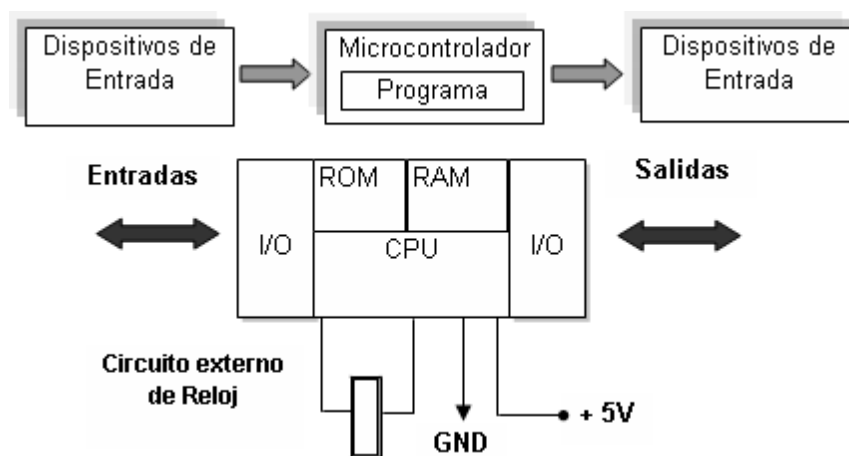 Dispositivos de
Entrada
Microcontrolador
Programa
Dispositivos de
Entrada
Entradas
Salidas
ROM
RAM
I/O
CPU
I/O
Circuito externo
de Reloj
GND
+ 5V